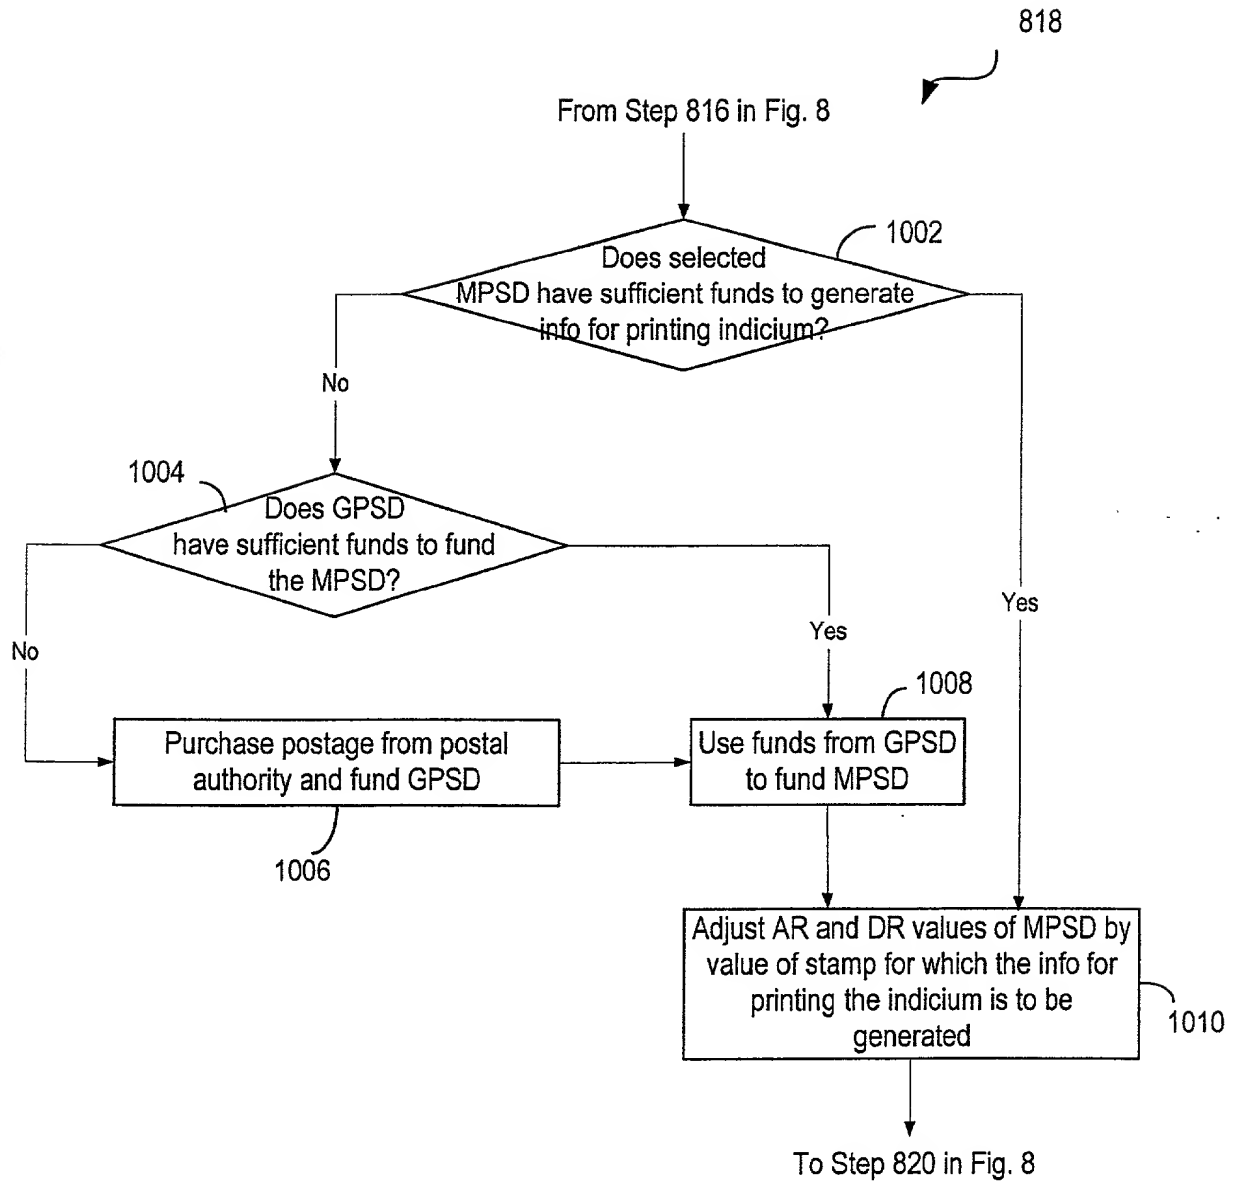 818
From Step 816 in Fig. 8
1002
Does selected
MPSD have sufficient funds to generate
info for printing indicium?
No
1004
Does GPSD
have sufficient funds to fund
the MPSD?
Yes
No
Yes
1008
Purchase postage from postal
authority and fund GPSD
Use funds from GPSD
to fund MPSD
1006
Adjust AR and DR values of MPSD by
value of stamp for which the info for
printing the indicium is to be
generated
1010
To Step 820 in Fig. 8